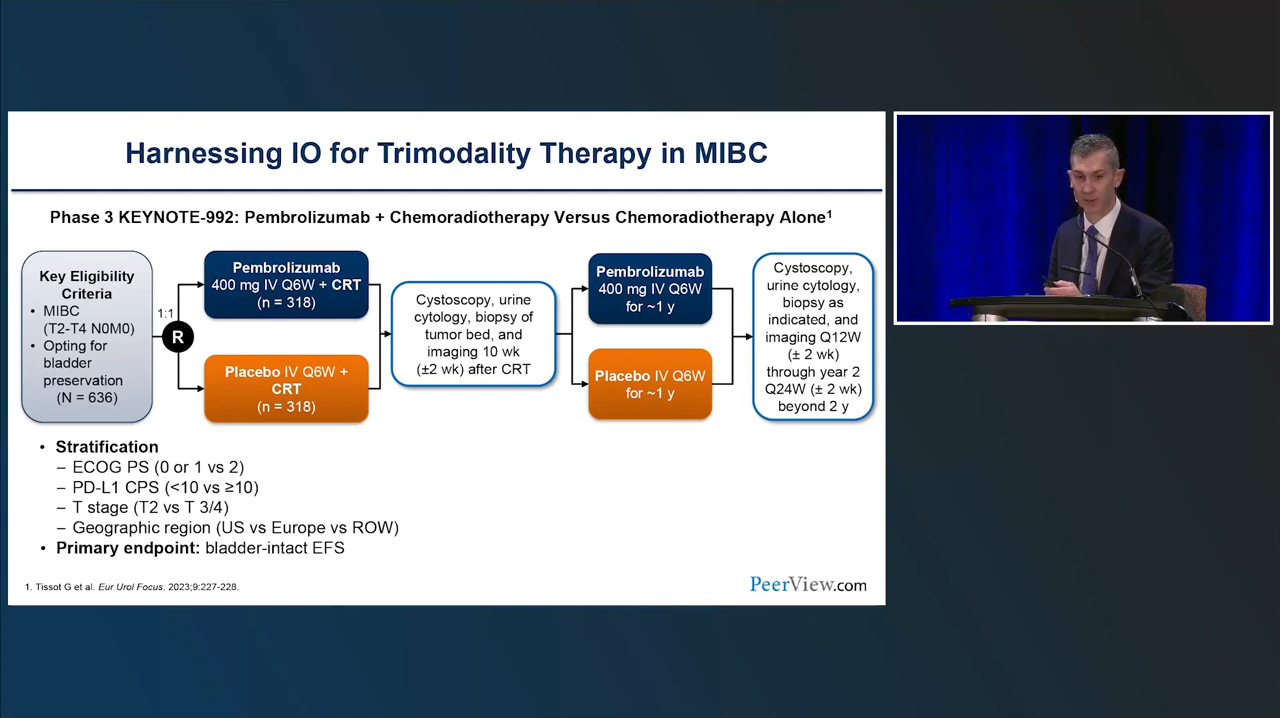 Harnessing IO for Trimodality Therapy in MIBC
Phase 3 KEYNOTE-992: Pembrolizumab + Chemoradiotherapy Versus Chemoradiotherapy Alone1
Key Eligibility
Criteria
• MIBC
(T2-T4 N0M0)
• Opting for
bladder
preservation
(N = 636)
1:1
R
Pembrolizumab
400 mg IV Q6W + CRT
(n = 318)
Placebo IV Q6W +
CRT
(n = 318)
Cystoscopy, urine
cytology, biopsy of
tumor bed, and
imaging 10 wk
(±2 wk) after CRT
Pembrolizumab
400 mg IV Q6W
for ~1 y
Placebo IV Q6W
for ~1 y
Cystoscopy,
urine cytology,
biopsy as
indicated, and
imaging Q12W
(± 2 wk)
through year 2
Q24W (± 2 wk)
beyond 2 y
• Stratification
– ECOG PS (0 or 1 vs 2)
– PD-L1 CPS (<10 vs ≥10)
– T stage (T2 vs T 3/4)
– Geographic region (US vs Europe vs ROW)
• Primary endpoint: bladder-intact EFS
1. Tissot G et al. Eur Urol Focus. 2023;9:227-228.
PeerView.com